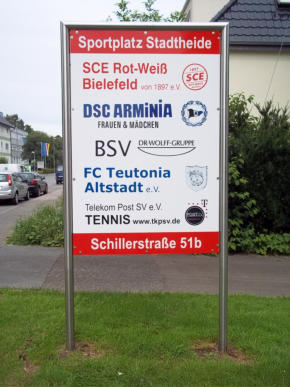 Sportplatz Stadtheide
SCE Rot-Weiß
Bielefeld von 1897 e.V.
SCE
DSC ARMINIA
FRAUEN & MÄDCHEN
BSV DR·WOLFF-GRUPPE
FC Teutonia
Altstadt e.V.
Telekom Post SV e.V.
TENNIS www.tkpsv.de
T
Schillerstraße 51b